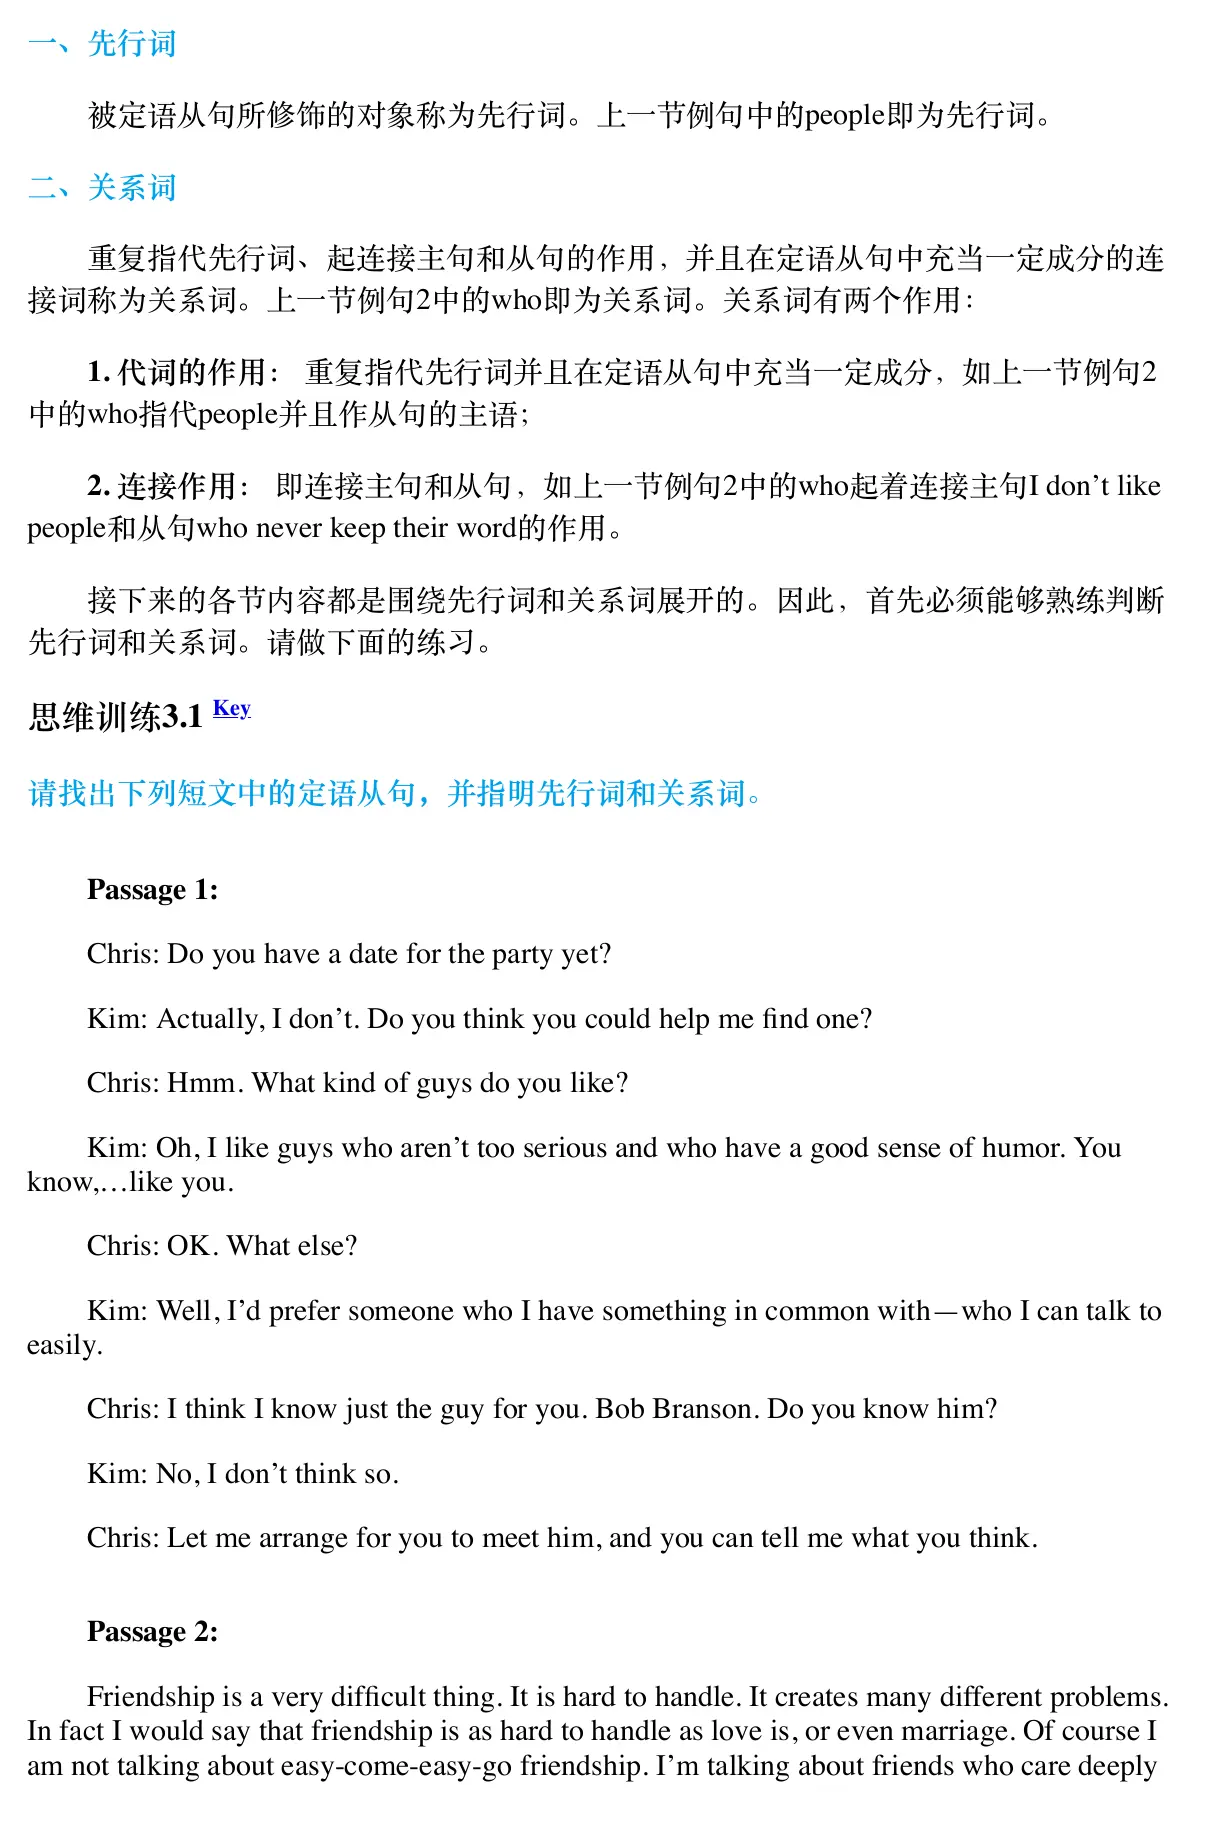 一、先行词
被定语从句所修饰的对象称为先行词。上一节例句中的people即为先行词。
二、关系词
重复指代先行词、起连接主句和从句的作用，并且在定语从句中充当一定成分的连
接词称为关系词。上一节例句2中的who即为关系词。关系词有两个作用：
1. 代词的作用： 重复指代先行词并且在定语从句中充当一定成分，如上一节例句2
中的who指代people并且作从句的主语；
2. 连接作用： 即连接主句和从句，如上一节例句2中的who起着连接主句I don’t like
people和从句who never keep their word的作用。
接下来的各节内容都是围绕先行词和关系词展开的。因此，首先必须能够熟练判断
先行词和关系词。请做下面的练习。
思维训练3.1 Key
请找出下列短文中的定语从句，并指明先行词和关系词。
Passage 1:
Chris: Do you have a date for the party yet?
Kim: Actually, I don’t. Do you think you could help me find one?
Chris: Hmm. What kind of guys do you like?
Kim: Oh, I like guys who aren’t too serious and who have a good sense of humor. You
know,…like you.
Chris: OK. What else?
Kim: Well, I’d prefer someone who I have something in common with—who I can talk to
easily.
Chris: I think I know just the guy for you. Bob Branson. Do you know him?
Kim: No, I don’t think so.
Chris: Let me arrange for you to meet him, and you can tell me what you think.
Passage 2:
Friendship is a very difficult thing. It is hard to handle. It creates many different problems.
In fact I would say that friendship is as hard to handle as love is, or even marriage. Of course I
am not talking about easy-come-easy-go friendship. I’m talking about friends who care deeply